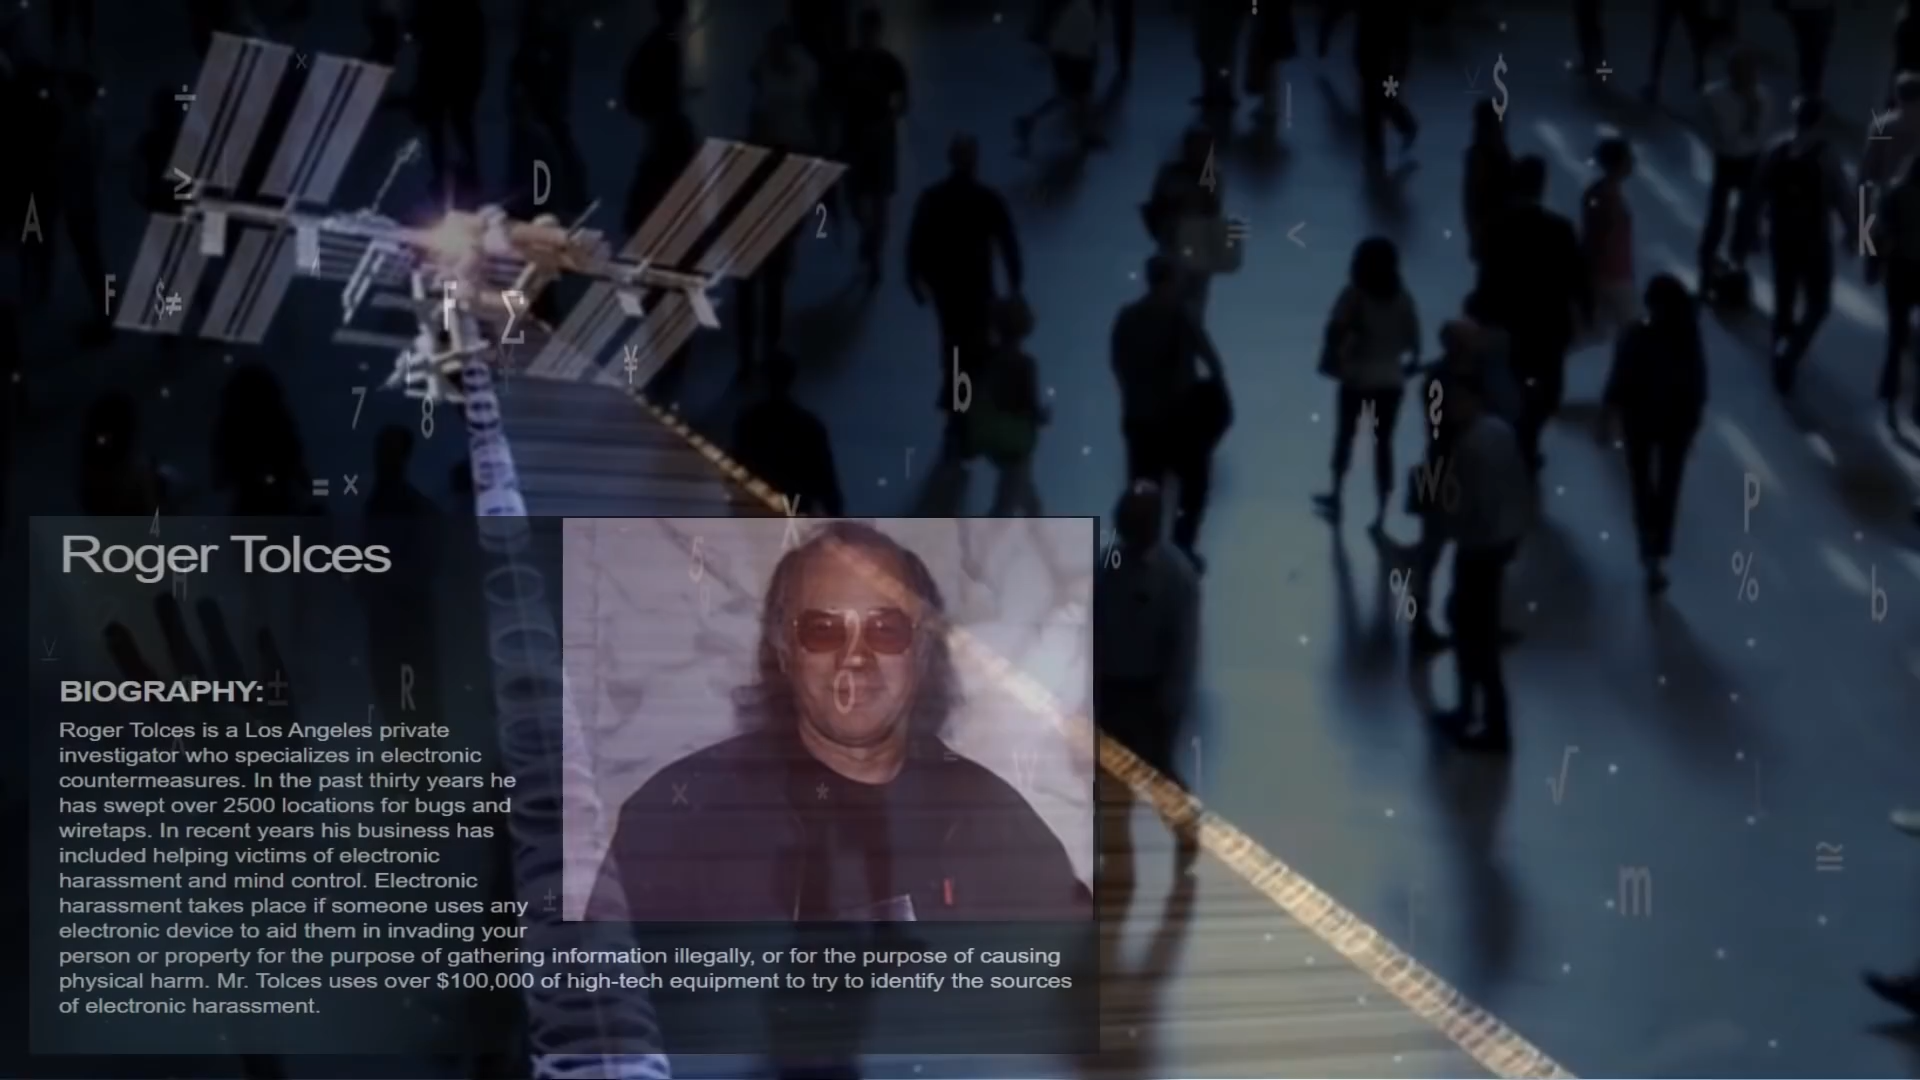 Roger Tolces
BIOGRAPHY:
Roger Tolces is a Los Angeles private
investigator who specializes in electronic
countermeasures. In the past thirty years he
has swept over 2500 locations for bugs and
wiretaps. In recent years his business has
included helping victims of electronic
harassment and mind control. Electronic
harassment takes place if someone uses any
electronic device to aid them in invading your
person or property for the purpose of gathering information illegally, or for the purpose of causing
physical harm. Mr. Tolces uses over $100,000 of high-tech equipment to try to identify the sources
of electronic harassment.